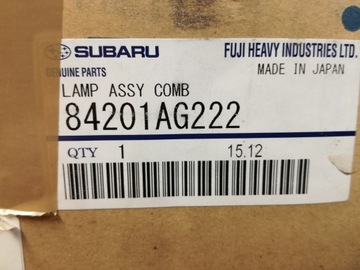 SUBARU FUJI HEAVY INDUSTRIES LTD.
GENUINE PARTS MADE IN JAPAN
LAMP ASSY COMB
84201AG222
QTY 1 15.12